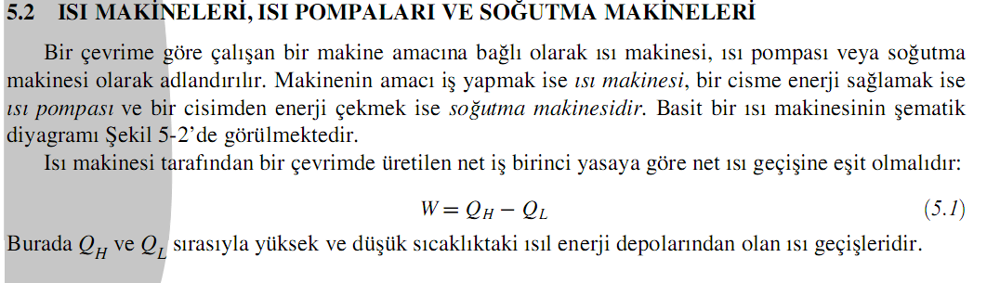 5.2 ISI MAKİNELERİ, ISI POMPALARI VE SOĞUTMA MAKİNELERİ
Bir çevrime göre çalışan bir makine amacına bağlı olarak ısı makinesi, ısı pompası veya soğutma
makinesi olarak adlandırılır. Makinenin amacı iş yapmak ise ısı makinesi, bir cisme enerji sağlamak ise
ısı pompası ve bir cisimden enerji çekmek ise soğutma makinesidir. Basit bir ısı makinesinin şematik
diyagramı Şekil 5-2’de görülmektedir.
Isı makinesi tarafından bir çevrimde üretilen net iş birinci yasaya göre net ısı geçişine eşit olmalıdır:
W = Q_H − Q_L (5.1)
Burada Q_H ve Q_L sırasıyla yüksek ve düşük sıcaklıktaki ısıl enerji depolarından olan ısı geçişleridir.